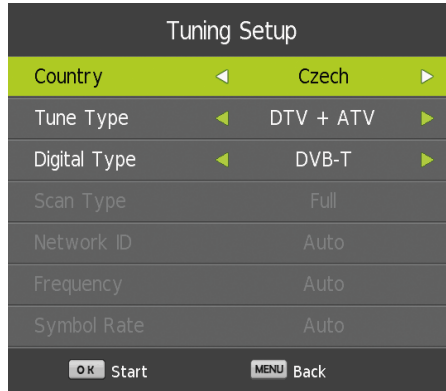 Tuning Setup
Country Czech
Tune Type DTV + ATV
Digital Type DVB-T
Scan Type Full
Network ID Auto
Frequency Auto
Symbol Rate Auto
OK Start MENU Back